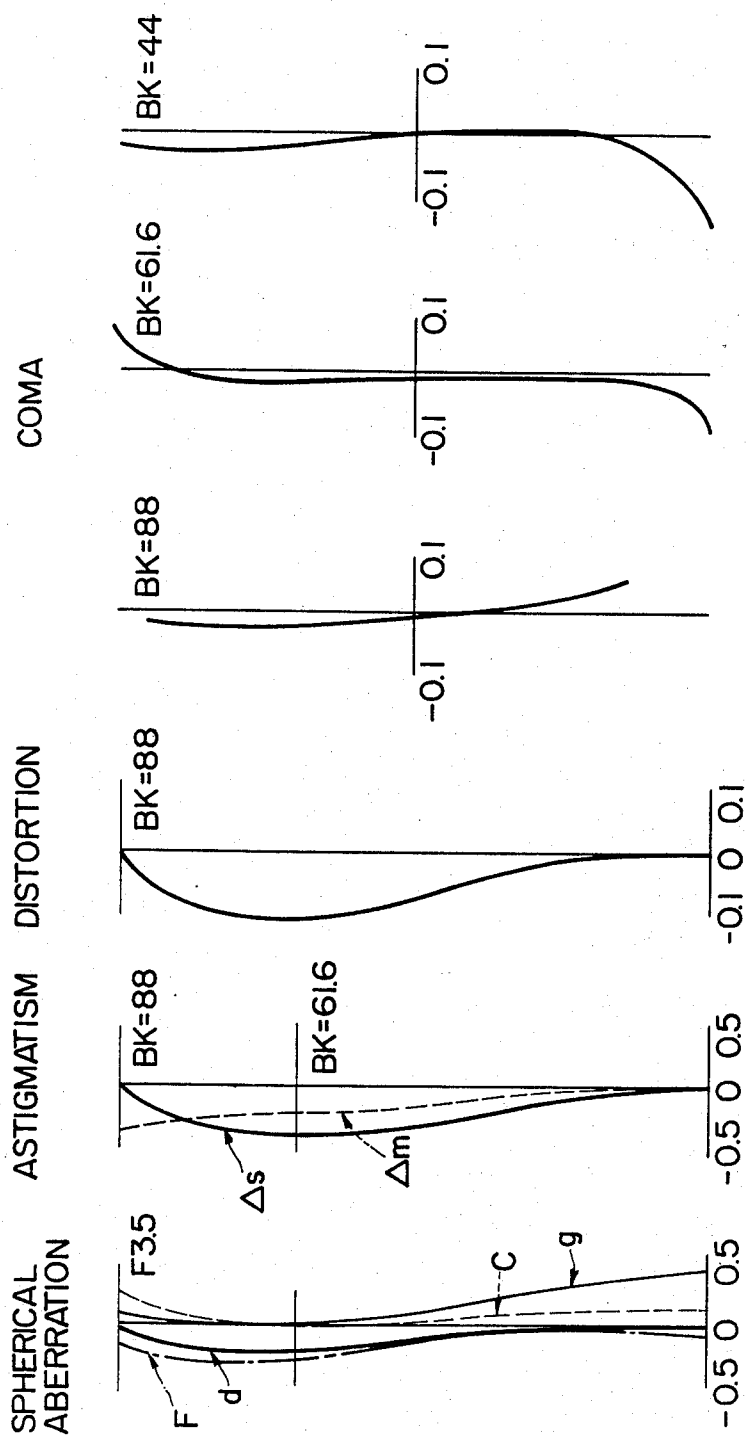 SPHERICAL
ABERRATION
F3.5
F
d
C
g
-0.5 0 0.5
ASTIGMATISM
BK=88
BK=61.6
Δs
Δm
-0.5 0 0.5
DISTORTION
BK=88
-0.1 0 0.1
COMA
BK=88
-0.1 0.1
BK=61.6
-0.1 0.1
BK=44
-0.1 0.1